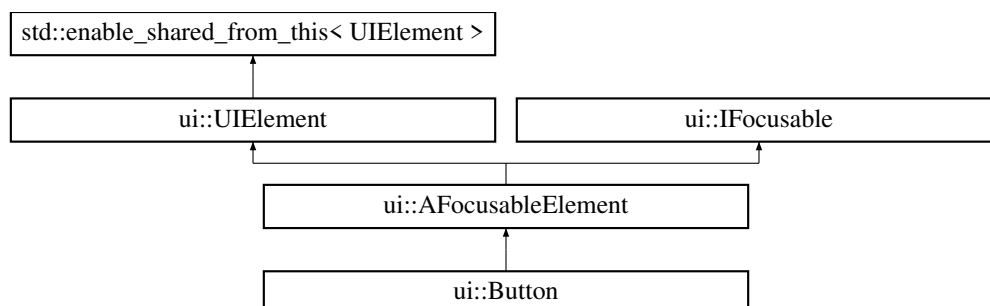 std::enable_shared_from_this< UIElement >
ui::UIElement
ui::IFocusable
ui::AFocusableElement
ui::Button